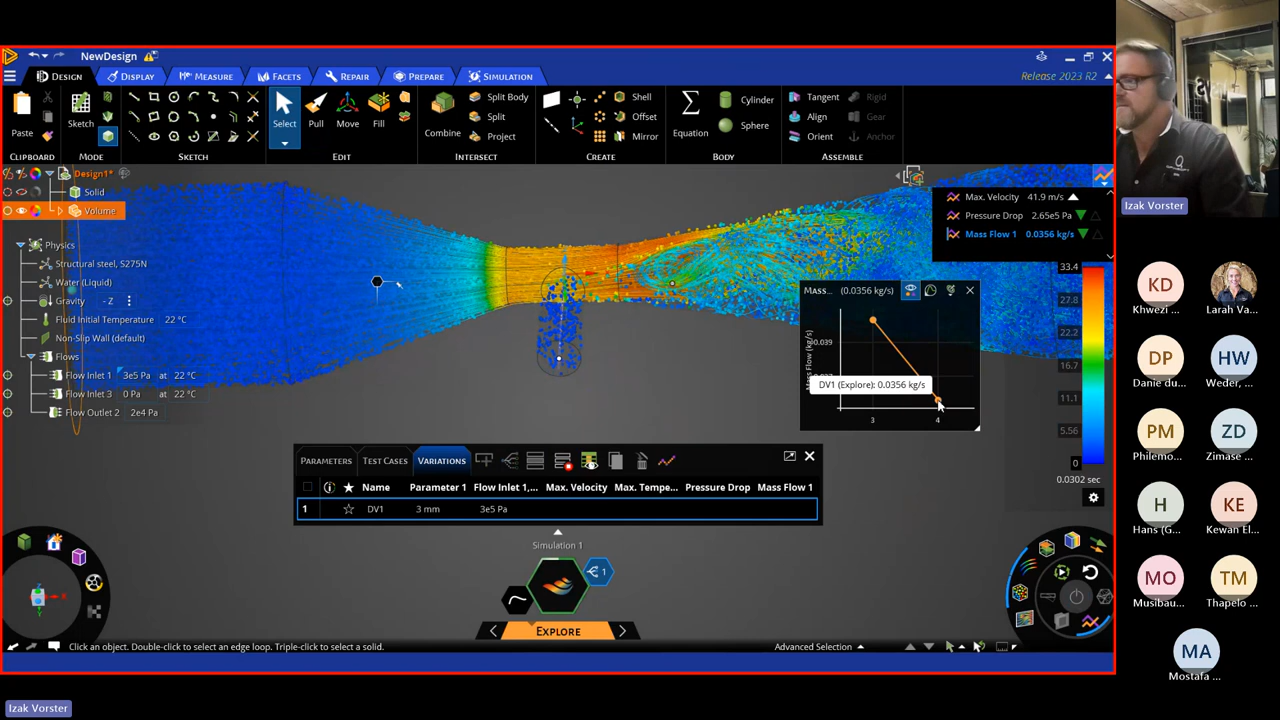 NewDesign
DESIGN DISPLAY MEASURE FACETS REPAIR PREPARE SIMULATION
Release 2023 R2
Paste
Sketch
Select
Pull
Move
Fill
Combine
Split Body
Split
Project
Shell
Offset
Mirror
Equation
Cylinder
Sphere
Tangent
Align
Orient
Rigid
Gear
Anchor
CLIPBOARD MODE SKETCH EDIT INTERSECT CREATE BODY ASSEMBLE
Design1*
Solid
Volume
Physics
Structural steel, S275N
Water (Liquid)
Gravity - Z
Fluid Initial Temperature 22 °C
Non-Slip Wall (default)
Flows
Flow Inlet 1 3e5 Pa at 22 °C
Flow Inlet 3 0 Pa at 22 °C
Flow Outlet 2 2e4 Pa
Max. Velocity 41.9 m/s
Pressure Drop 2.65e5 Pa
Mass Flow 1 0.0356 kg/s
33.4
27.8
22.2
16.7
11.1
5.56
0
0.0302 sec
MASS... (0.0356 kg/s)
Mass Flow (kg/s)
0.039
DV1 (Explore): 0.0356 kg/s
3 4
PARAMETERS TEST CASES VARIATIONS
Name Parameter 1 Flow Inlet 1,... Max. Velocity Max. Tempe... Pressure Drop Mass Flow 1
1 DV1 3 mm 3e5 Pa
Simulation 1
1
EXPLORE
Click an object. Double-click to select an edge loop. Triple-click to select a solid.
Advanced Selection
Izak Vorster
Izak Vorster
KD
Khwezi ...
Larah Va...
DP
Danie du...
HW
Weder, ...
PM
Philemo...
ZD
Zimase ...
H
Hans (G...
KE
Kewan El...
MO
Musibau...
TM
Thapelo ...
MA
Mostafa ...